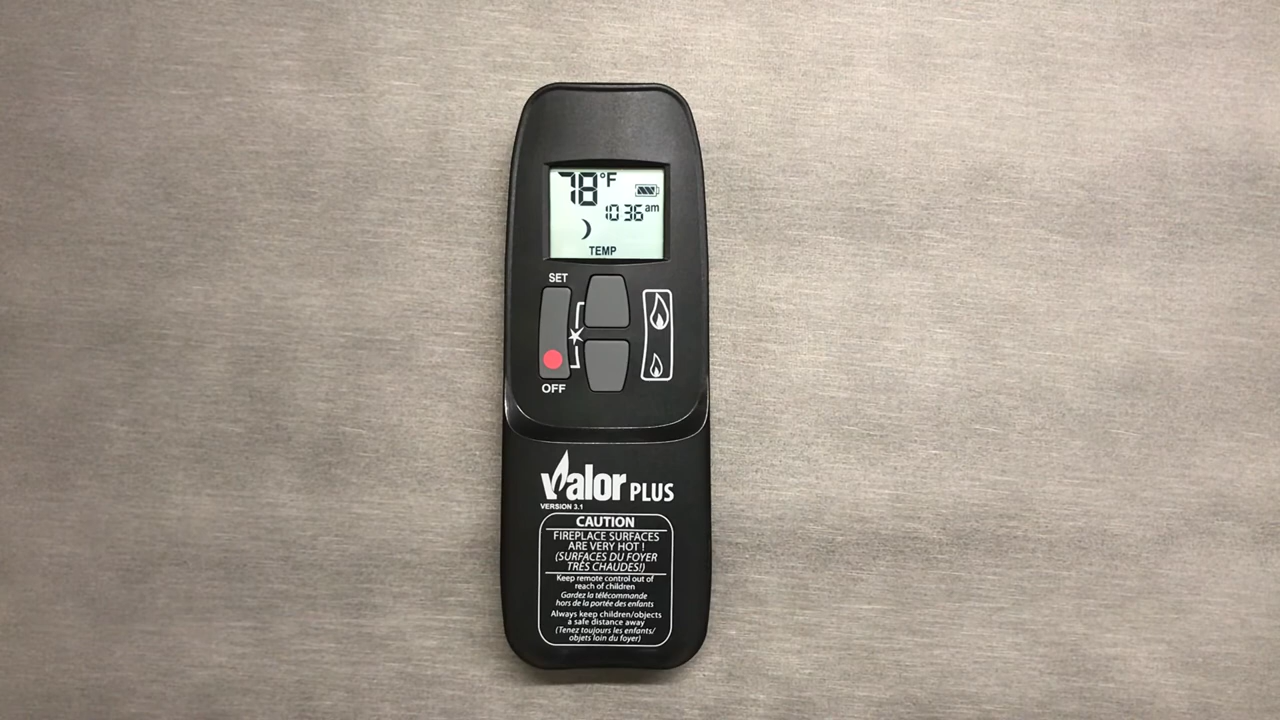 78°F
10 36 am
TEMP
SET
OFF
Valor PLUS
VERSION 3.1
CAUTION
FIREPLACE SURFACES
ARE VERY HOT !
(SURFACES DU FOYER
TRÈS CHAUDES!)
Keep remote control out of
reach of children
Gardez la télécommande
hors de la portée des enfants
Always keep children/objects
a safe distance away
(Tenez toujours les enfants/
objets loin du foyer)